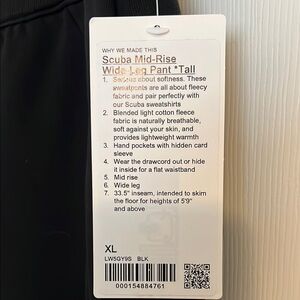 WHY WE MADE THIS
Scuba Mid-Rise
Wide-Leg Pant *Tall
1. Serious about softness. These
sweatpants are all about fleecy
fabric and pair perfectly with
our Scuba sweatshirts
2. Blended light cotton fleece
fabric is naturally breathable,
soft against your skin, and
provides lightweight warmth
3. Hand pockets with hidden card
sleeve
4. Wear the drawcord out or hide
it inside for a flat waistband
5. Mid rise
6. Wide leg
7. 33.5" inseam, intended to skim
the floor for heights of 5'9"
and above
XL
LW5GY9S BLK
000154884761